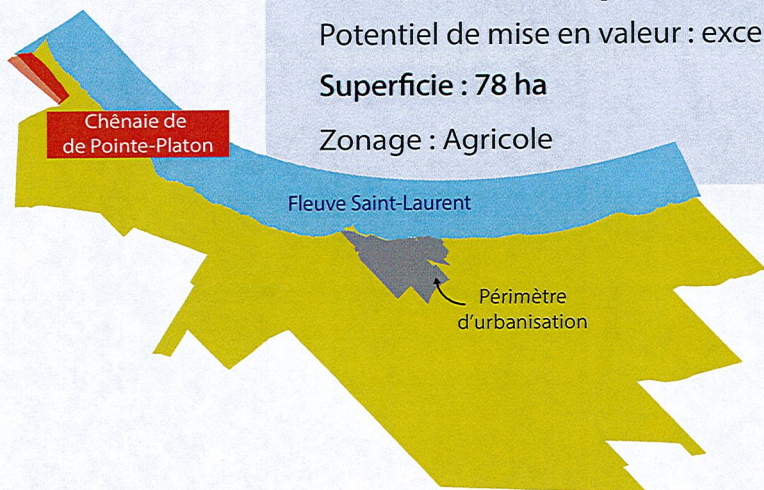 Potentiel de mise en valeur : exce
Superficie : 78 ha
Zonage : Agricole
Chênaie de
de Pointe-Platon
Fleuve Saint-Laurent
Périmètre
d'urbanisation